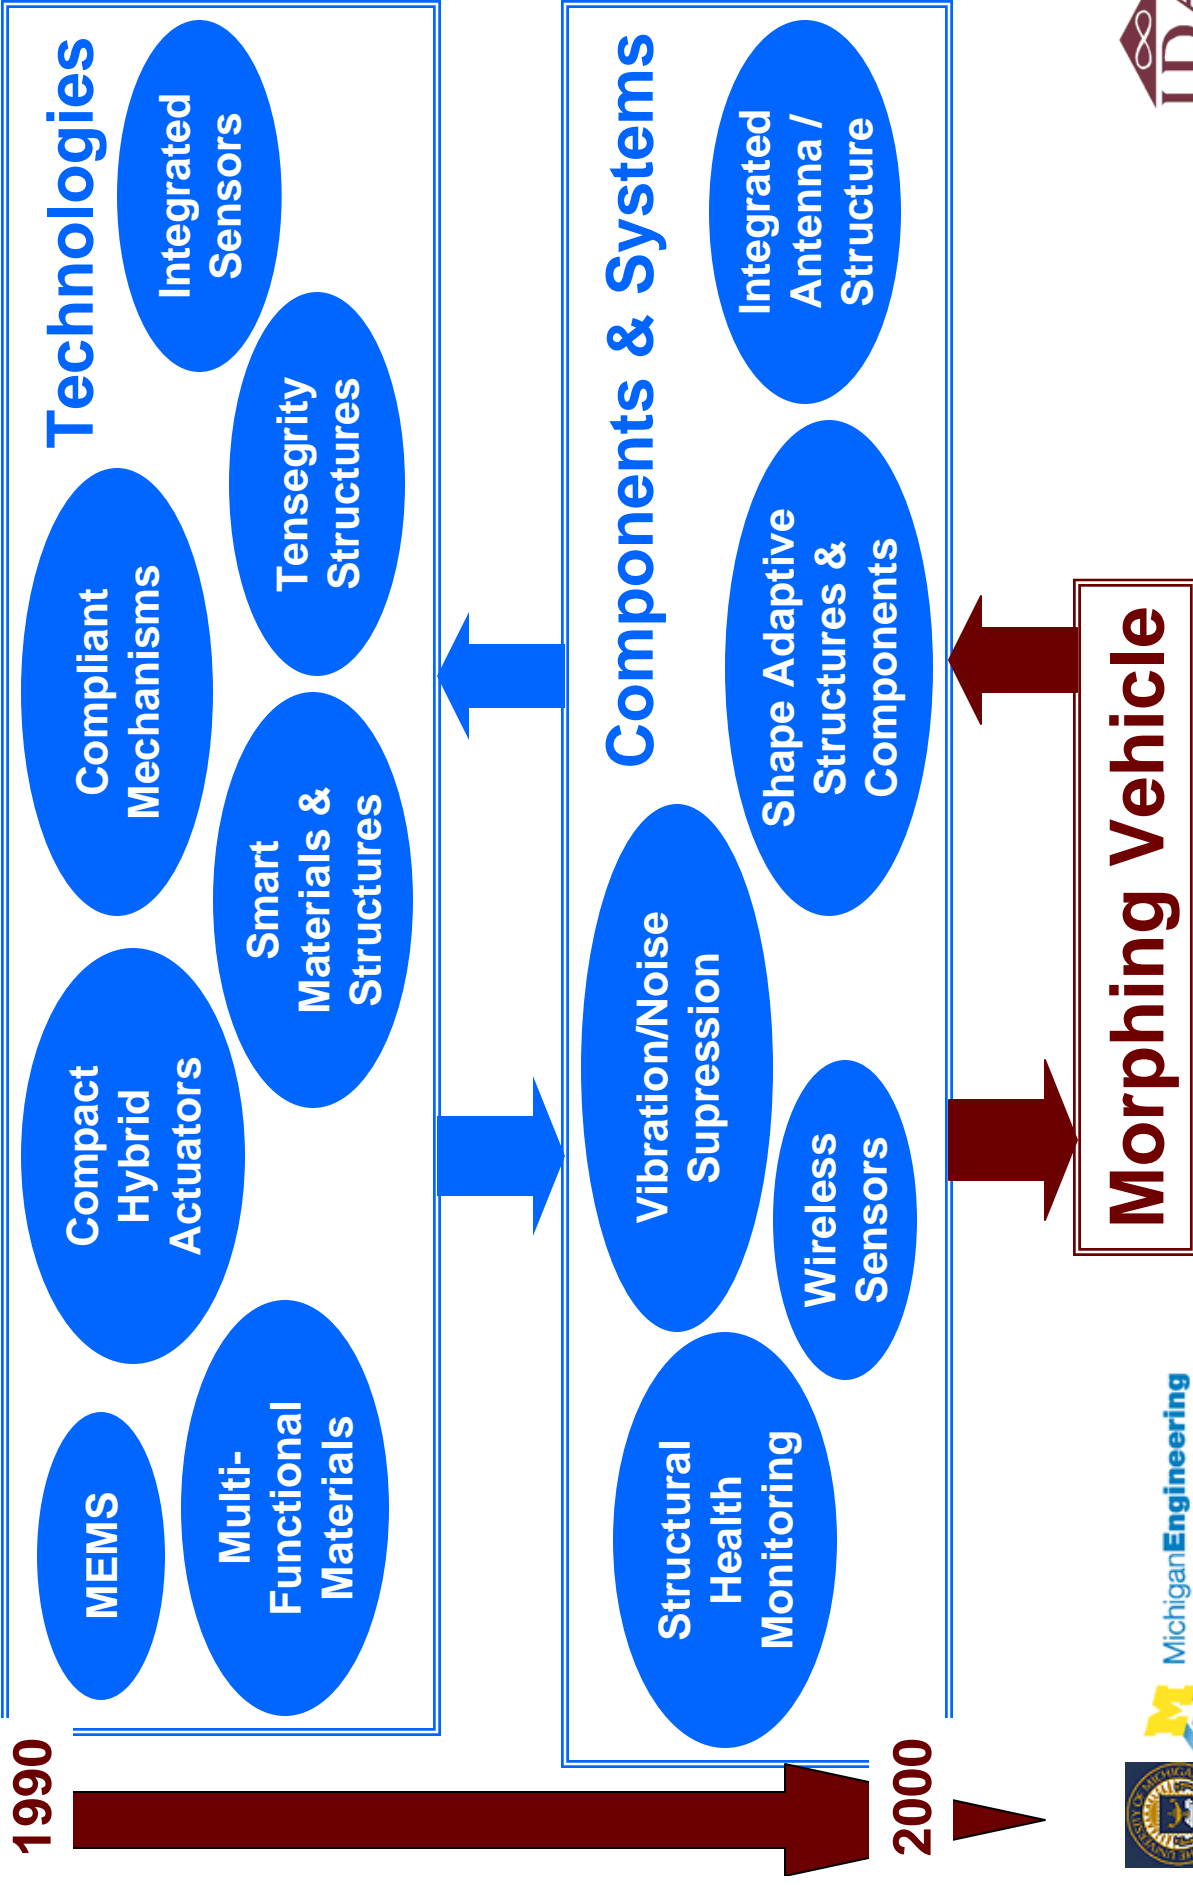 1990
Technologies
MEMS
Compact
Hybrid
Actuators
Compliant
Mechanisms
Integrated
Sensors
Multi-
Functional
Materials
Smart
Materials &
Structures
Tensegrity
Structures
Components & Systems
Structural
Health
Monitoring
Vibration/Noise
Supression
Wireless
Sensors
Shape Adaptive
Structures &
Components
Integrated
Antenna /
Structure
2000
Morphing Vehicle
M
MichiganEngineering
IDA